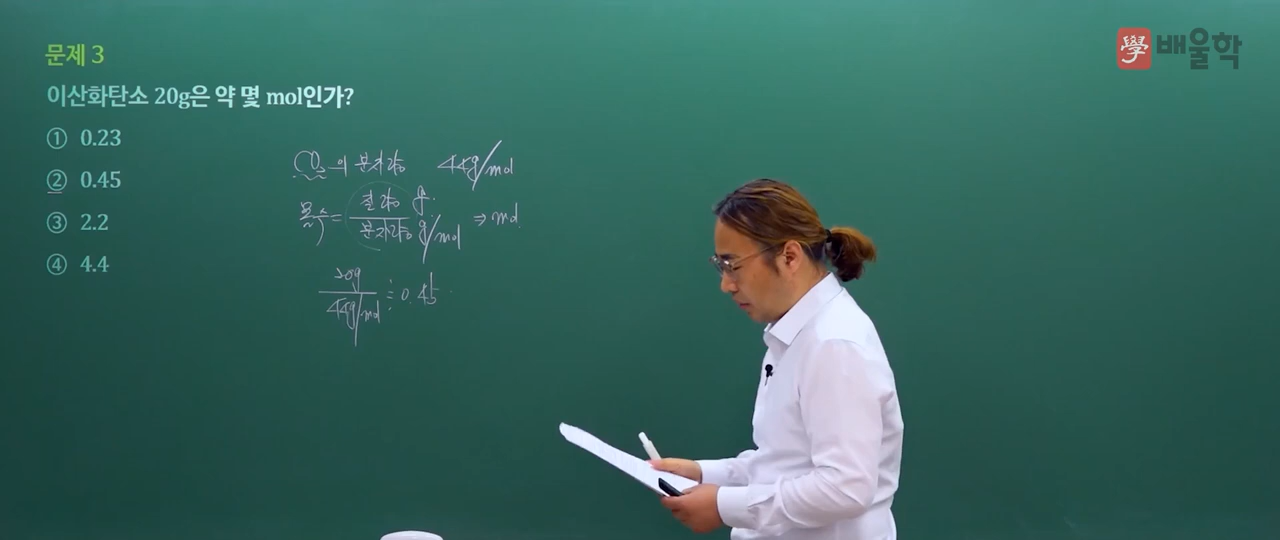 문제 3
學 배울학
이산화탄소 20g은 약 몇 mol인가?
① 0.23
② 0.45
③ 2.2
④ 4.4
CO₂의 분자량 44g/mol
몰수 = 질량 g / 분자량 g/mol ⇒ mol
20g / 44g/mol ≒ 0.45